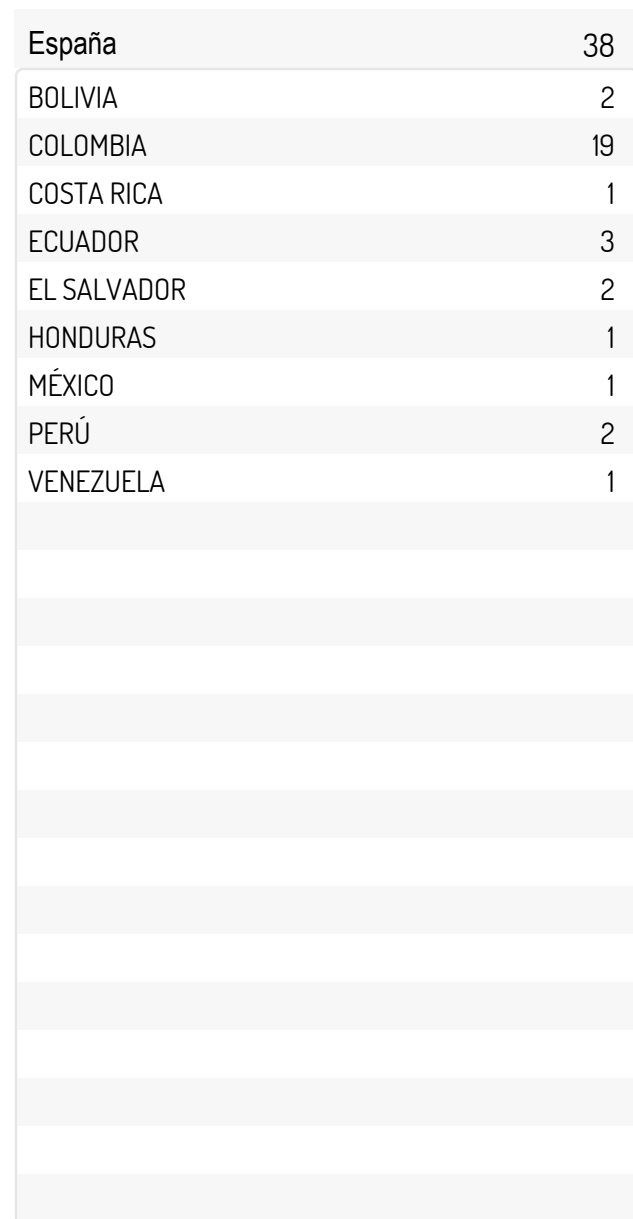 España 38
BOLIVIA 2
COLOMBIA 19
COSTA RICA 1
ECUADOR 3
EL SALVADOR 2
HONDURAS 1
MÉXICO 1
PERÚ 2
VENEZUELA 1